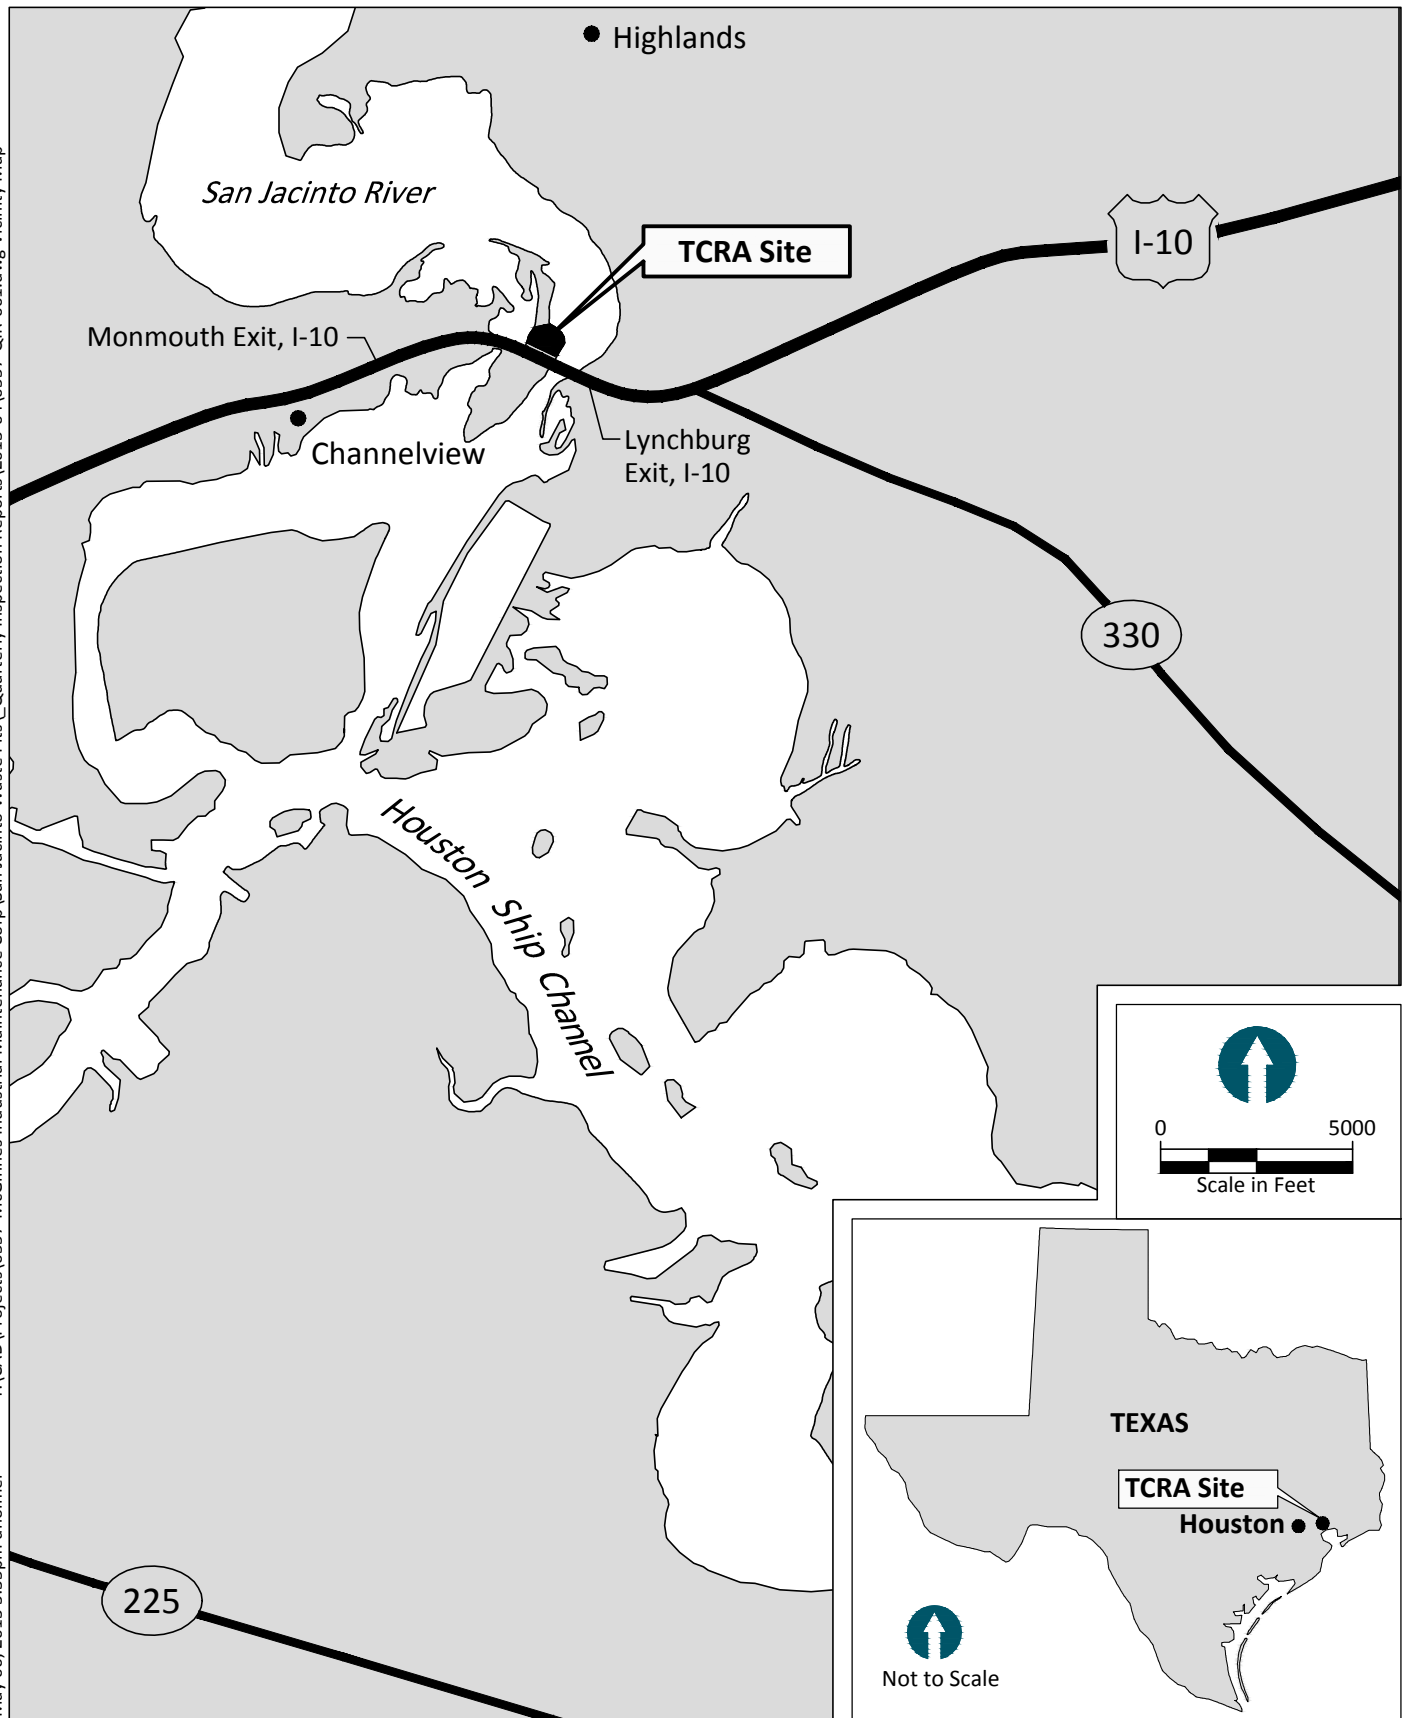 Highlands
San Jacinto River
TCRA Site
I-10
Monmouth Exit, I-10
Channelview
Lynchburg
Exit, I-10
330
Houston Ship Channel
0 5000
Scale in Feet
TEXAS
TCRA Site
Houston
225
Not to Scale